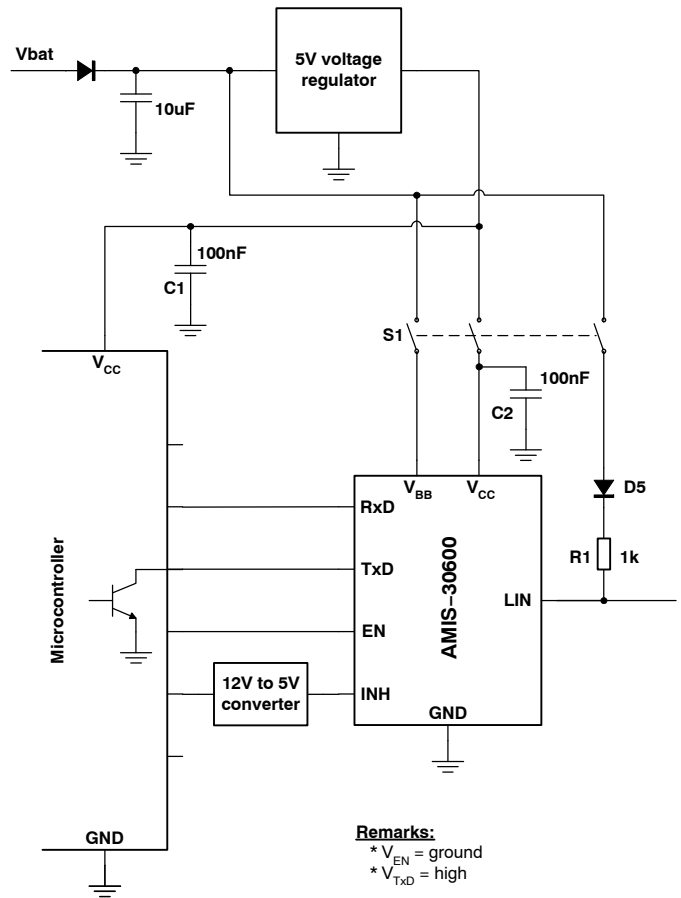 Vbat
5V voltage
regulator
10uF
100nF
C1
S1
VCC
100nF
C2
VBB
VCC
D5
RxD
R1
1k
TxD
Microcontroller
AMIS−30600
LIN
EN
12V to 5V
converter
INH
GND
GND
Remarks:
* VEN = ground
* VTxD = high